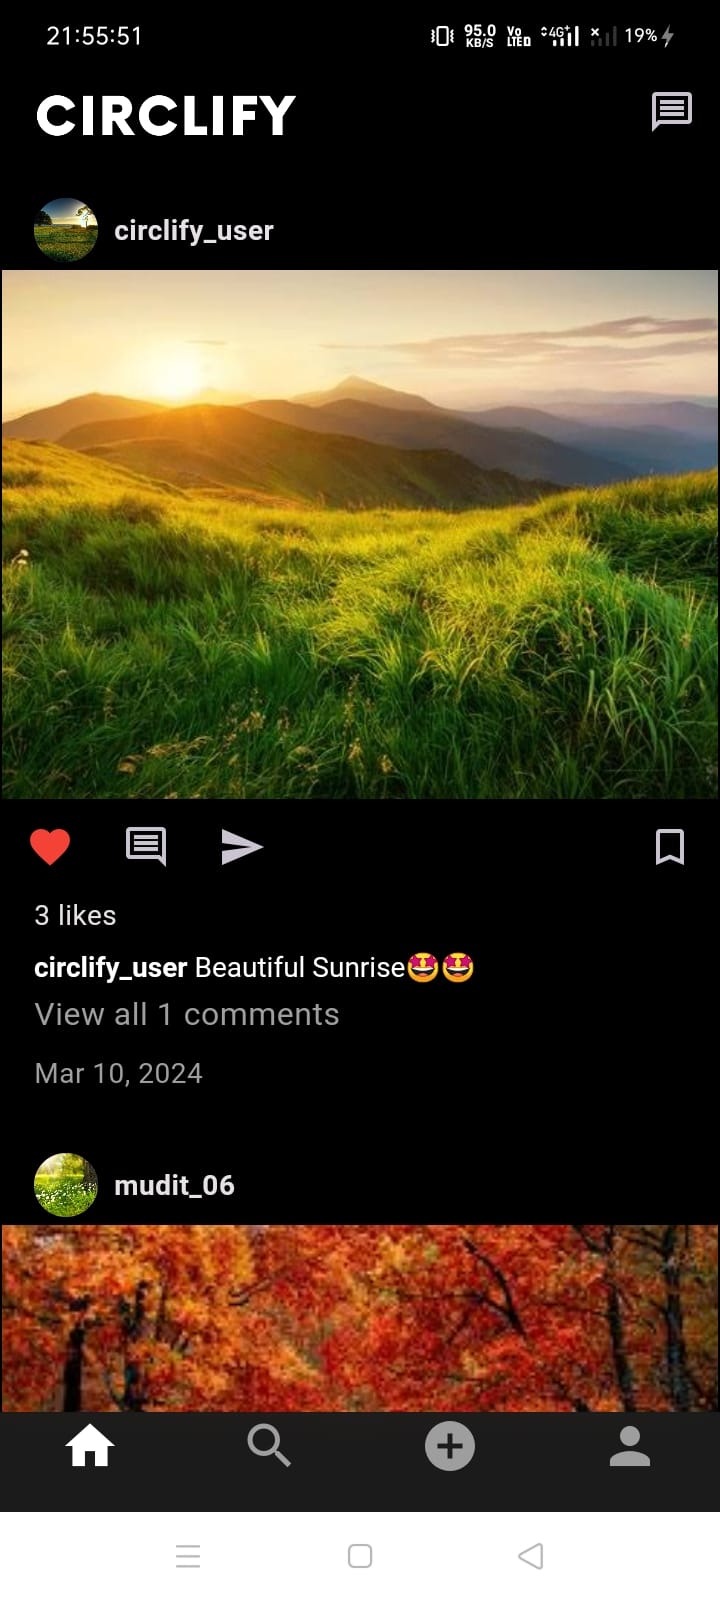 21:55:51 95.0 KB/S Vo LTED 4G+ 19%
CIRCLIFY
circlify_user
3 likes
circlify_user Beautiful Sunrise🤩🤩
View all 1 comments
Mar 10, 2024
mudit_06